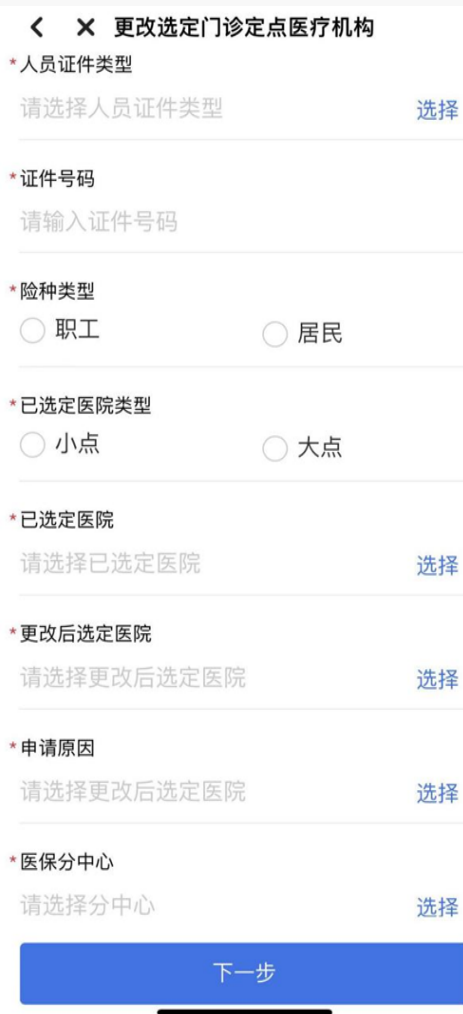 更改选定门诊定点医疗机构
*人员证件类型
请选择人员证件类型 选择
*证件号码
请输入证件号码
*险种类型
职工 居民
*已选定医院类型
小点 大点
*已选定医院
请选择已选定医院 选择
*更改后选定医院
请选择更改后选定医院 选择
*申请原因
请选择更改后选定医院 选择
*医保分中心
请选择分中心 选择
下一步